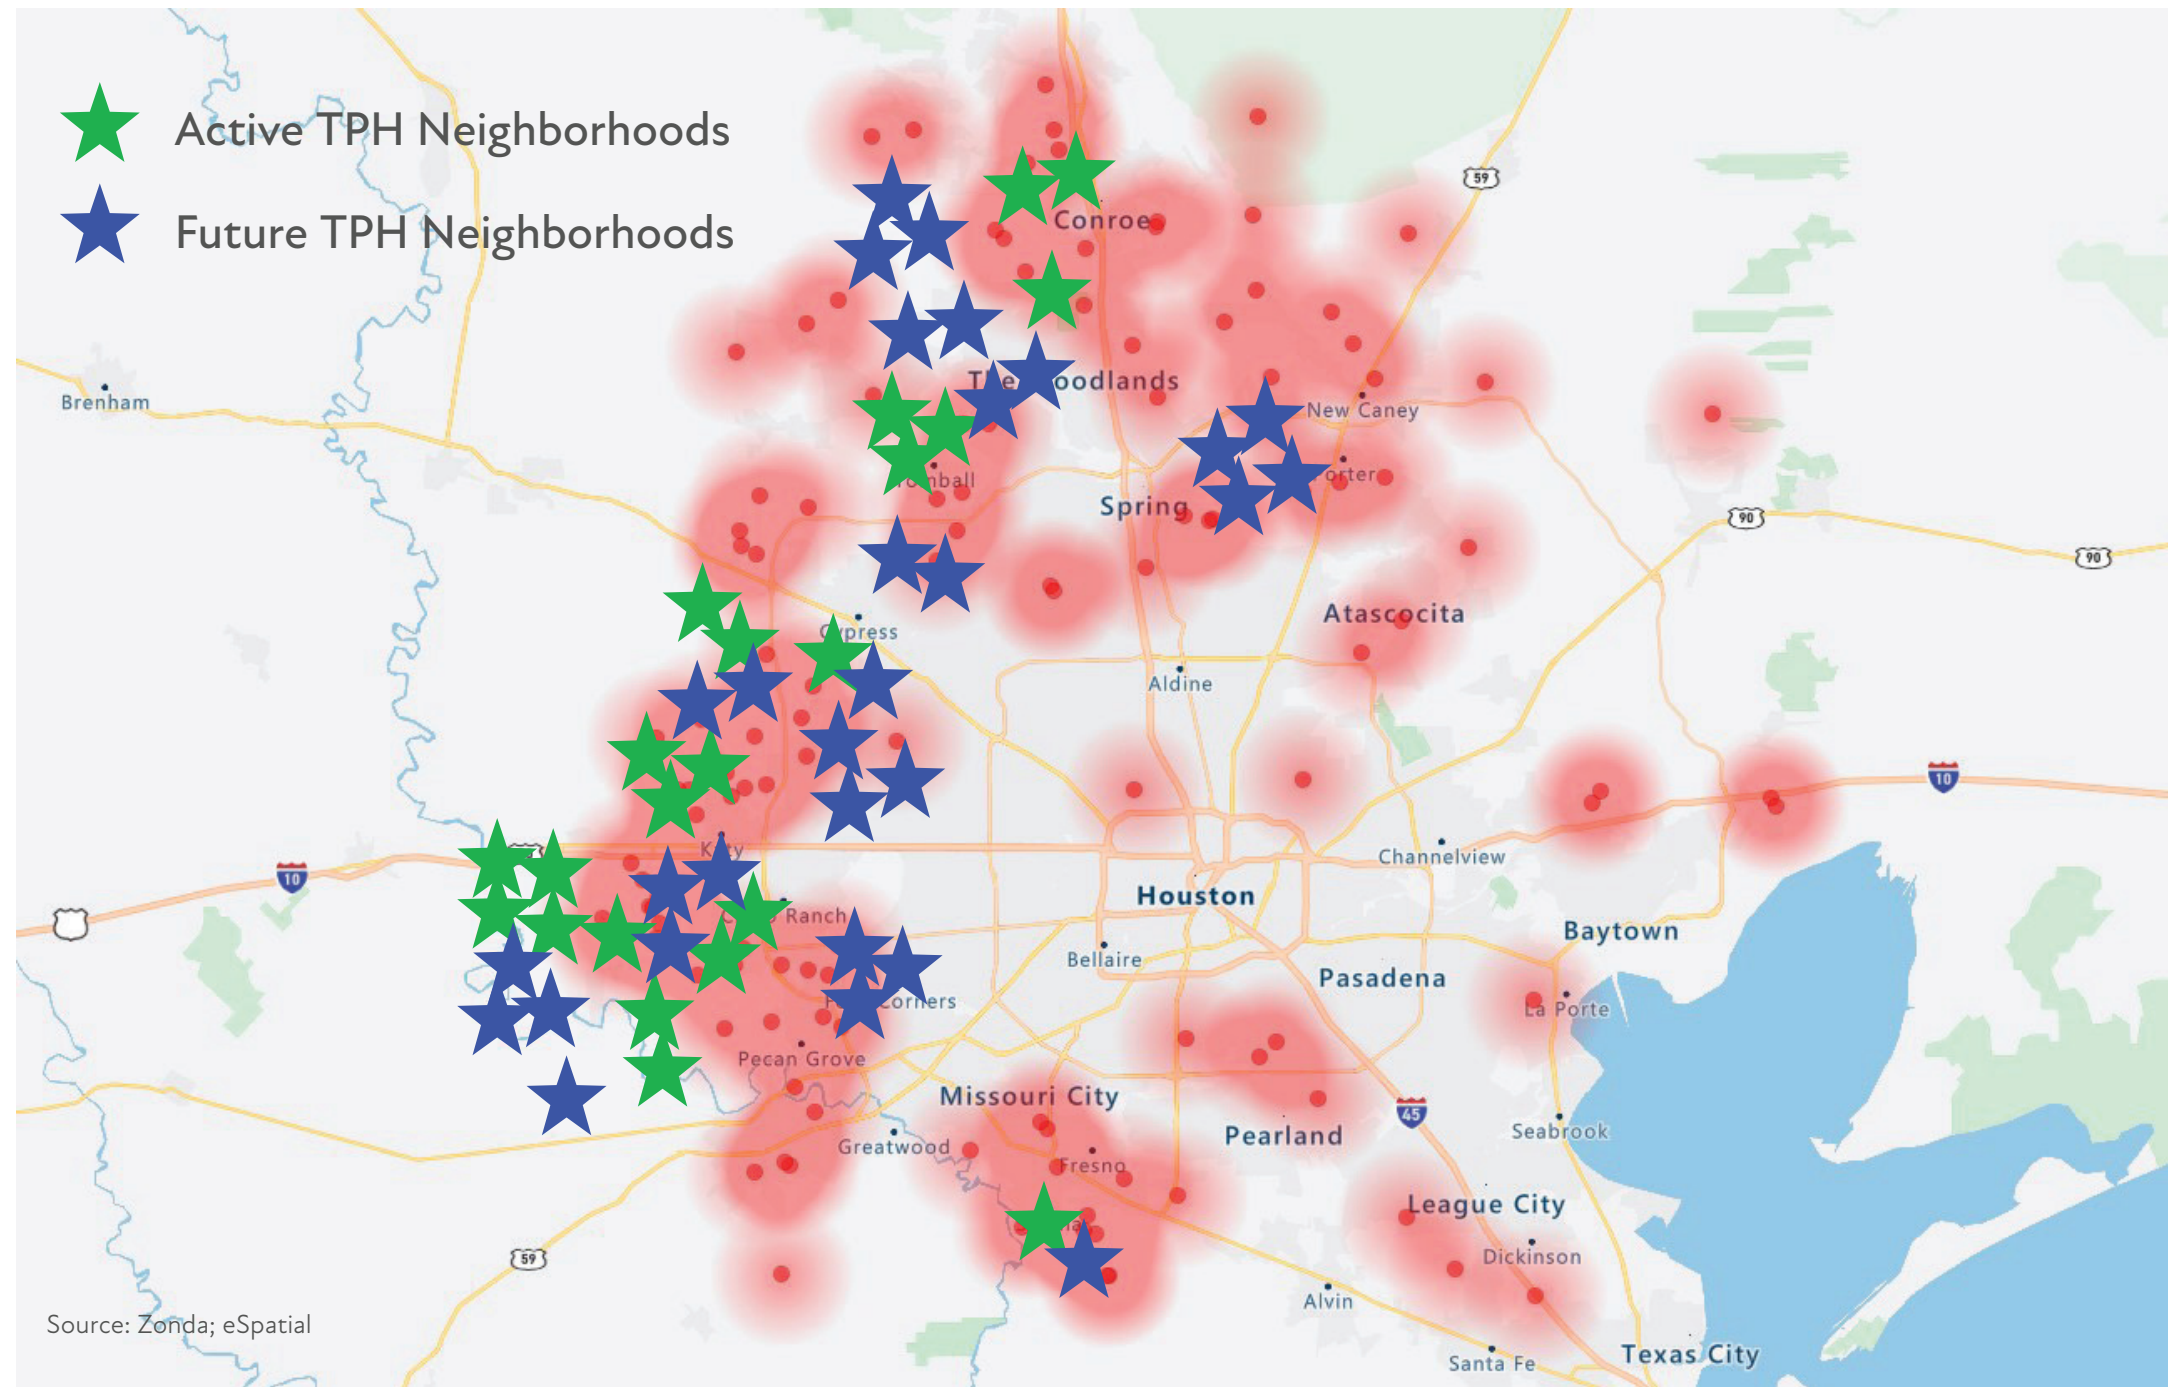 Active TPH Neighborhoods
Future TPH Neighborhoods
59
Conroe
Brenham
New Caney
Spring
90
90
Atascocita
Cypress
Aldine
10
Channelview
10
Houston
Ranch
Baytown
Bellaire
Pasadena
Corners
La Porte
Pecan Grove
Missouri City
45
Pearland
Seabrook
Greatwood
Fresno
League City
59
Dickinson
Alvin
Source: Zonda; eSpatial
Texas City
Santa Fe